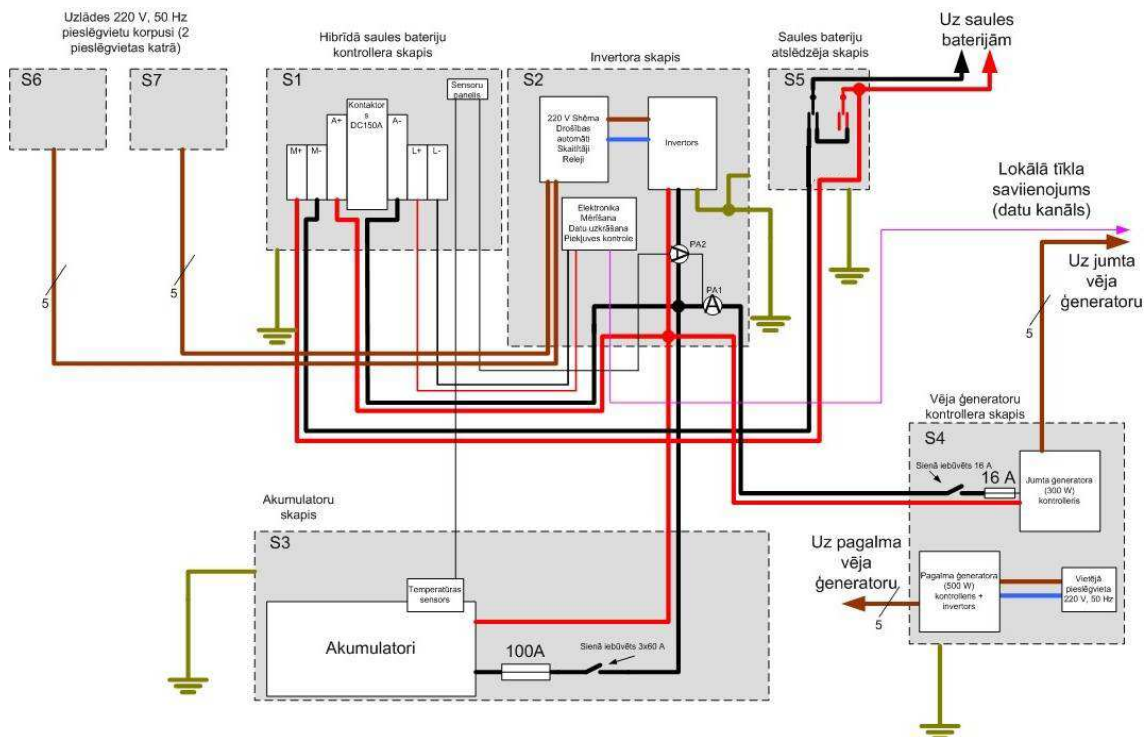 Uzlādes 220 V, 50 Hz
pieslēgvietu korpusi (2
pieslēgvietas katrā)
S6
S7
5
5
Hibrīdā saules bateriju
kontrollera skapis
S1
Sensoru
panelis
Kontaktor
s
DC150A
A+
A-
M+
M-
L+
L-
Invertora skapis
S2
220 V Shēma
Drošības
automāti
Skaitītāji
Releji
Invertors
Elektronika
Mērīšana
Datu uzkrāšana
Piekļuves kontrole
PA2
PA1
A
Saules bateriju
atslēdzēja skapis
S5
Uz saules
baterijām
Lokālā tīkla
saviienojums
(datu kanāls)
Uz jumta
vēja
ģeneratoru
5
Vēja ģeneratoru
kontrollera skapis
S4
Sienā iebūvēts 16 A
16 A
Jumta ģeneratora
(300 W)
kontrolleris
Uz pagalma
vēja
ģeneratoru
5
Pagalma ģeneratora
(500 W)
kontrolleris +
invertors
Vietējā
pieslēgvieta
220 V, 50 Hz
Akumulatoru
skapis
S3
Temperatūras
sensors
Akumulatori
100A
Sienā iebūvēts 3x60 A